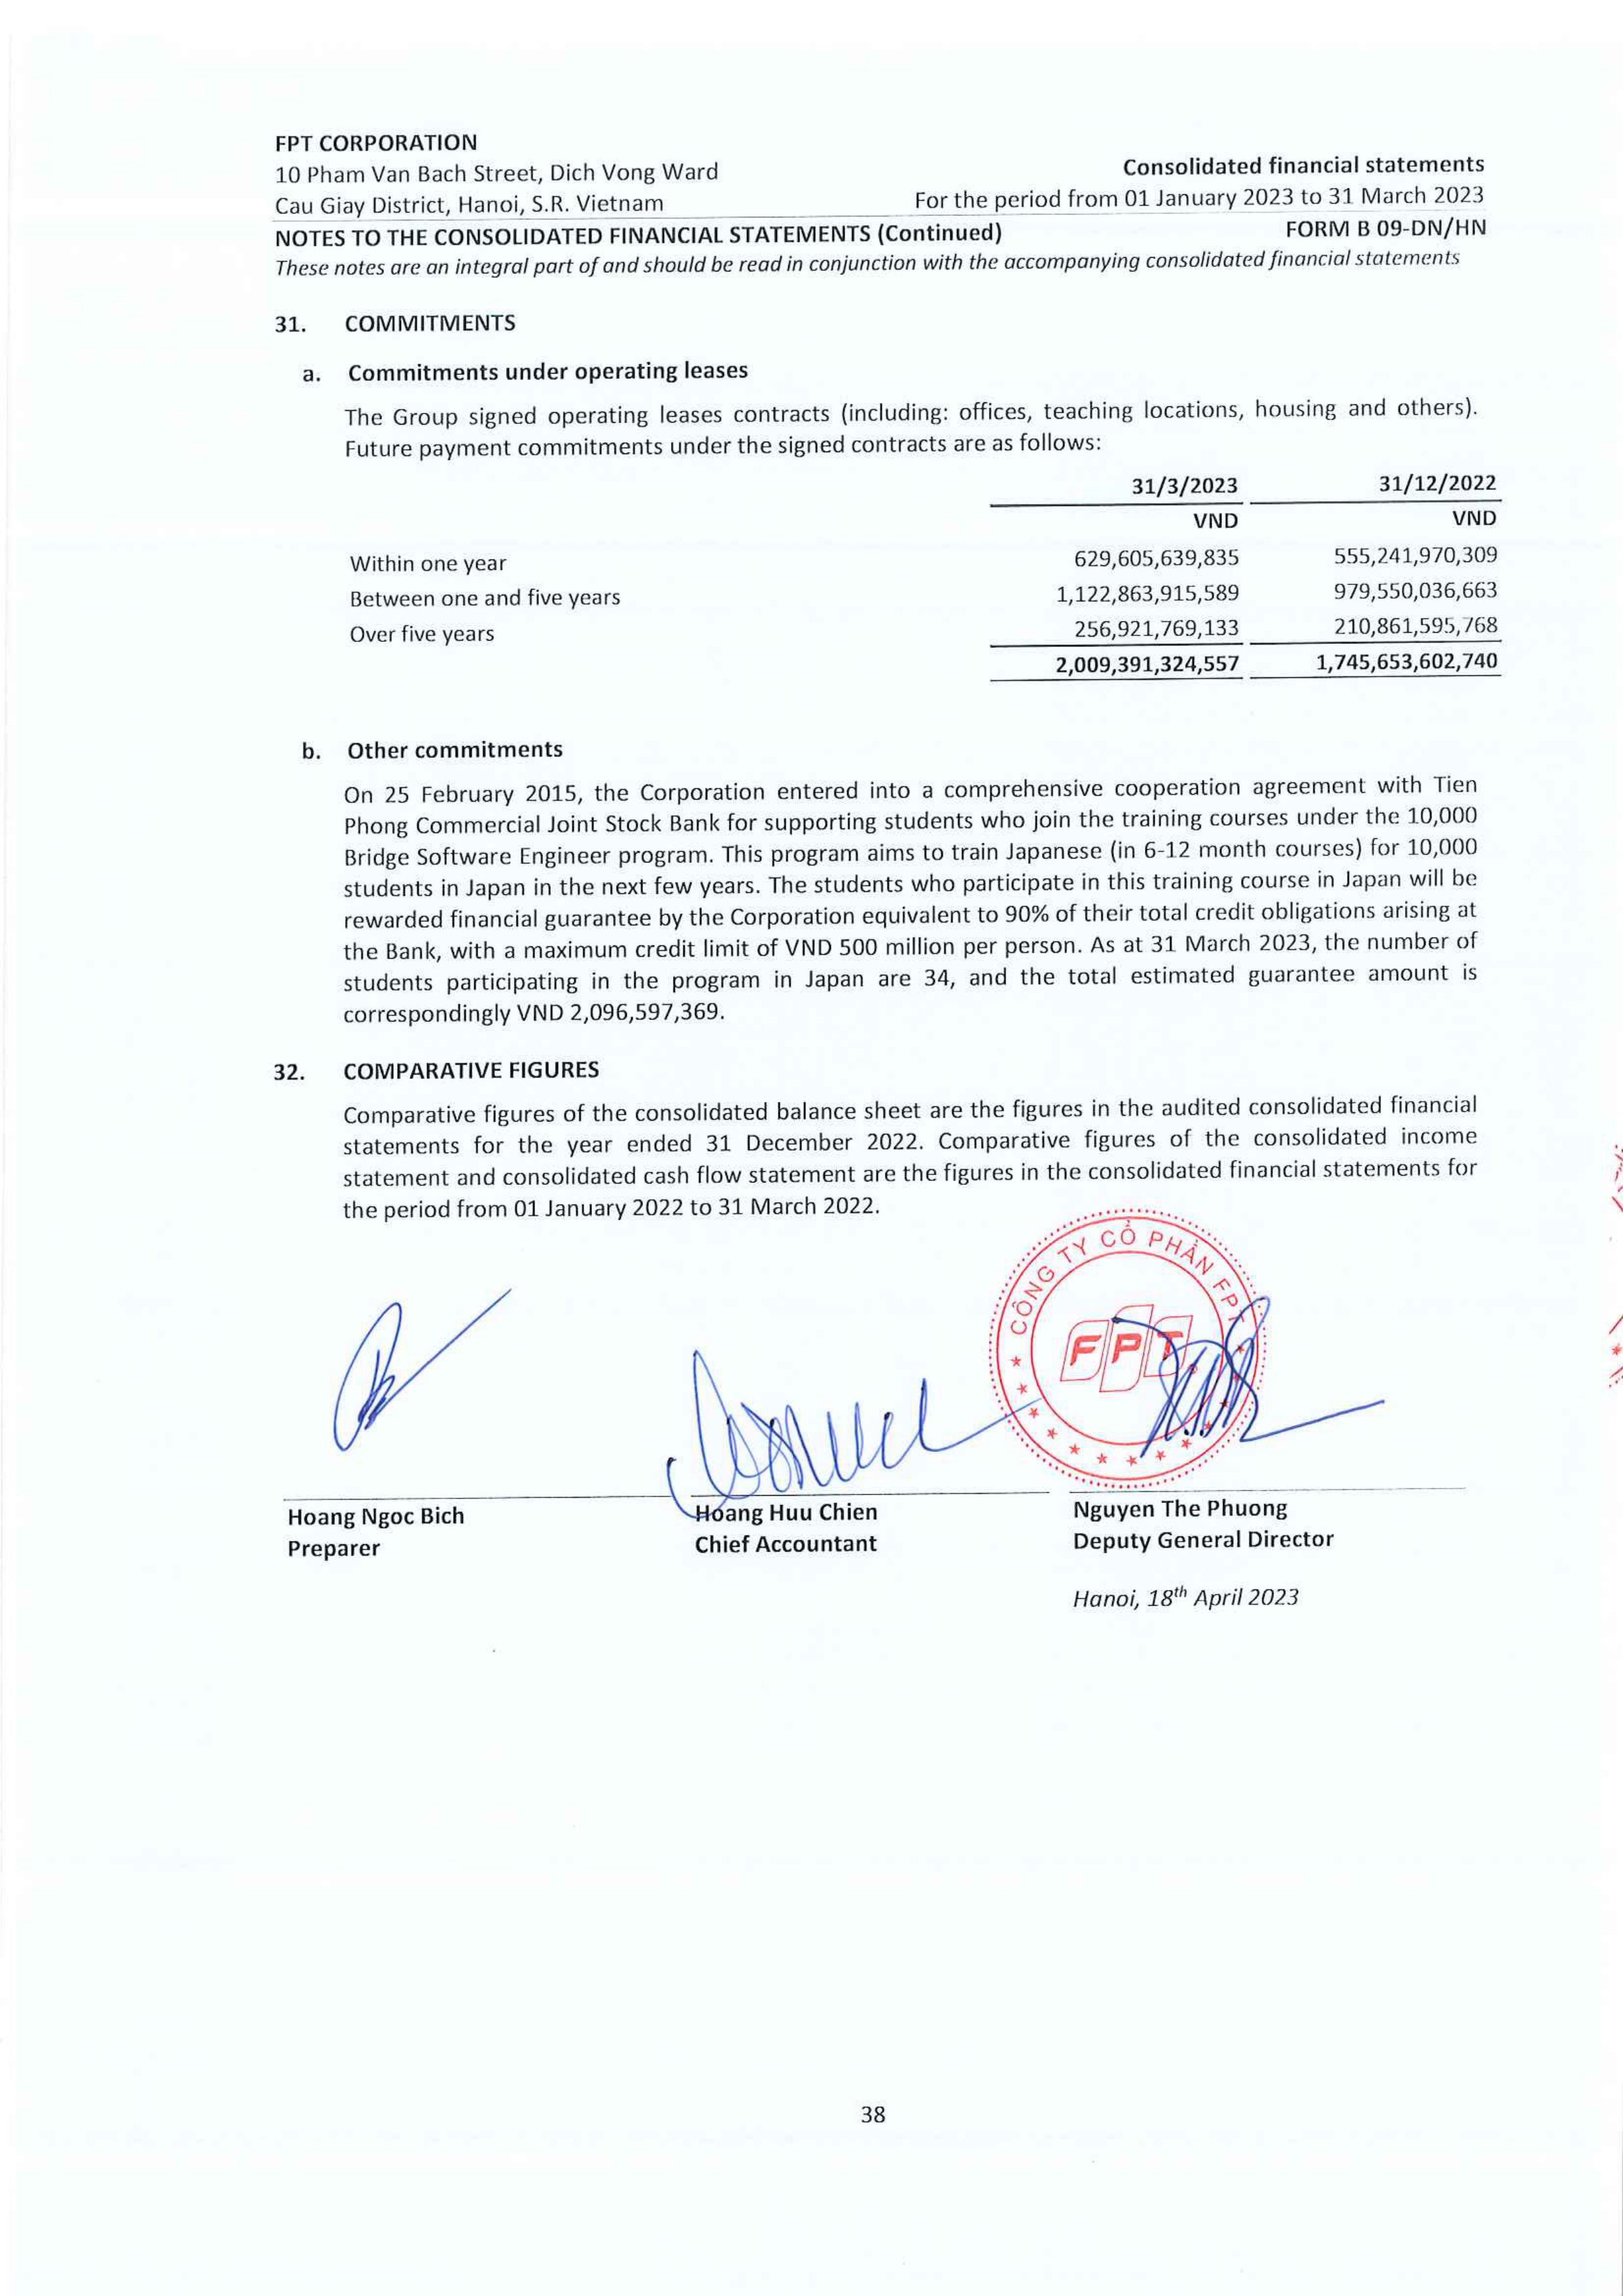 FPT CORPORATION
10 Pham Van Bach Street, Dich Vong Ward
Consolidated financial statements
Cau Giay District, Hanoi, S.R. Vietnam
For the period from 01 January 2023 to 31 March 2023
NOTES TO THE CONSOLIDATED FINANCIAL STATEMENTS (Continued)
FORM B 09-DN/HN
These notes are an integral part of and should be read in conjunction with the accompanying consolidated financial statements
31. COMMITMENTS
a. Commitments under operating leases
The Group signed operating leases contracts (including: offices, teaching locations, housing and others).
Future payment commitments under the signed contracts are as follows:
31/3/2023 31/12/2022
VND VND
Within one year 629,605,639,835 555,241,970,309
Between one and five years 1,122,863,915,589 979,550,036,663
Over five years 256,921,769,133 210,861,595,768
2,009,391,324,557 1,745,653,602,740
b. Other commitments
On 25 February 2015, the Corporation entered into a comprehensive cooperation agreement with Tien
Phong Commercial Joint Stock Bank for supporting students who join the training courses under the 10,000
Bridge Software Engineer program. This program aims to train Japanese (in 6-12 month courses) for 10,000
students in Japan in the next few years. The students who participate in this training course in Japan will be
rewarded financial guarantee by the Corporation equivalent to 90% of their total credit obligations arising at
the Bank, with a maximum credit limit of VND 500 million per person. As at 31 March 2023, the number of
students participating in the program in Japan are 34, and the total estimated guarantee amount is
correspondingly VND 2,096,597,369.
32. COMPARATIVE FIGURES
Comparative figures of the consolidated balance sheet are the figures in the audited consolidated financial
statements for the year ended 31 December 2022. Comparative figures of the consolidated income
statement and consolidated cash flow statement are the figures in the consolidated financial statements for
the period from 01 January 2022 to 31 March 2022.
CÔNG TY CỔ PHẦN FPT
FPT
Hoang Ngoc Bich
Preparer
Hoang Huu Chien
Chief Accountant
Nguyen The Phuong
Deputy General Director
Hanoi, 18th April 2023
38